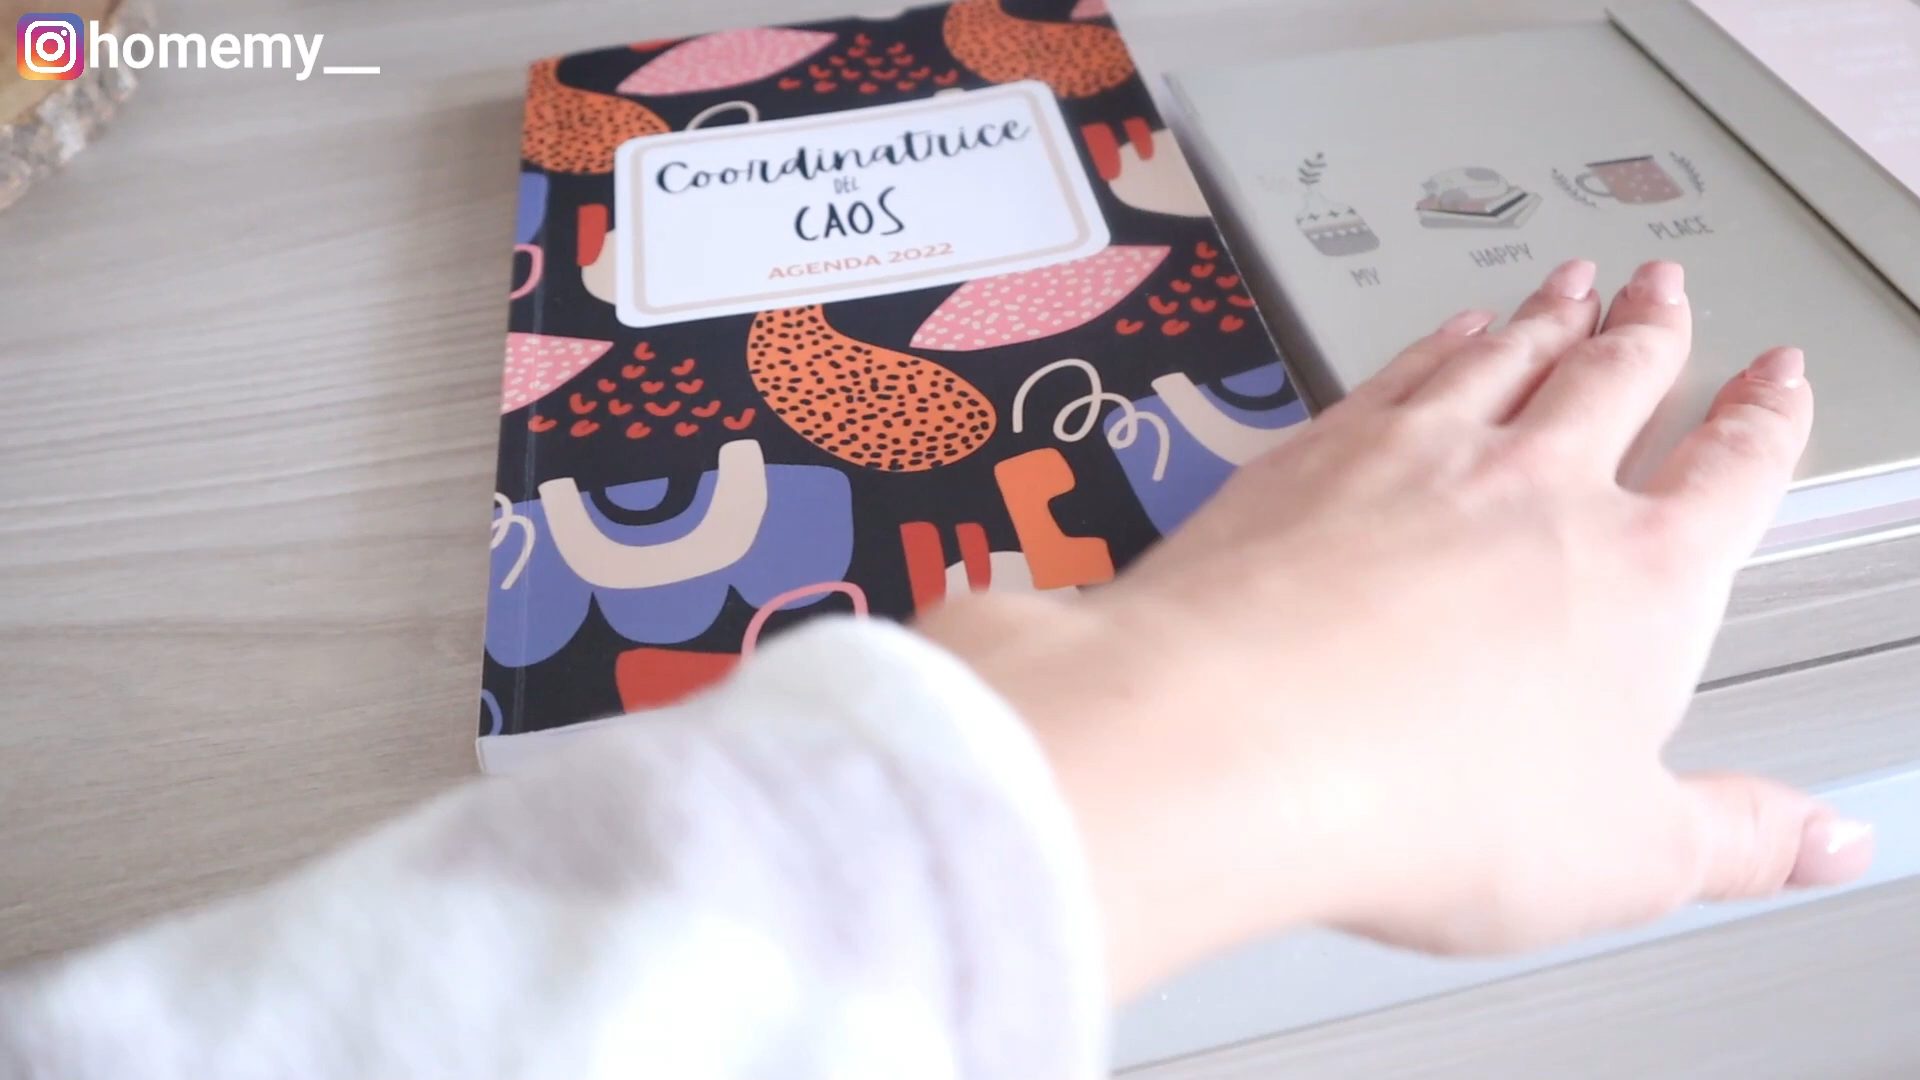 homemy__
Coordinatrice
DEL
CAOS
AGENDA 2022
MY HAPPY PLACE